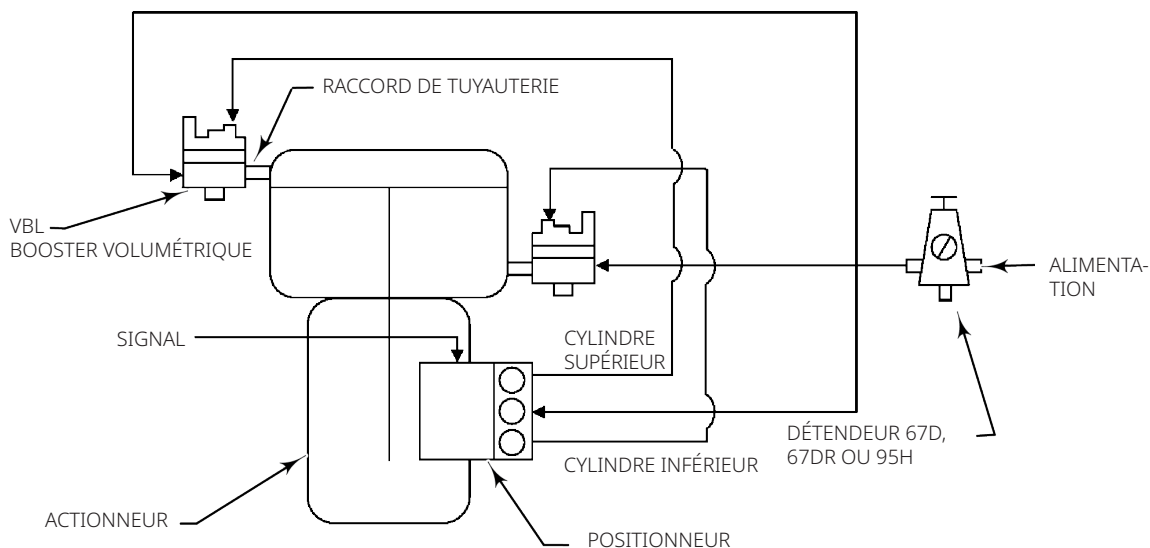 RACCORD DE TUYAUTERIE
VBL
BOOSTER VOLUMÉTRIQUE
ALIMENTA-
TION
SIGNAL
CYLINDRE
SUPÉRIEUR
DÉTENDEUR 67D,
67DR OU 95H
CYLINDRE INFÉRIEUR
ACTIONNEUR
POSITIONNEUR